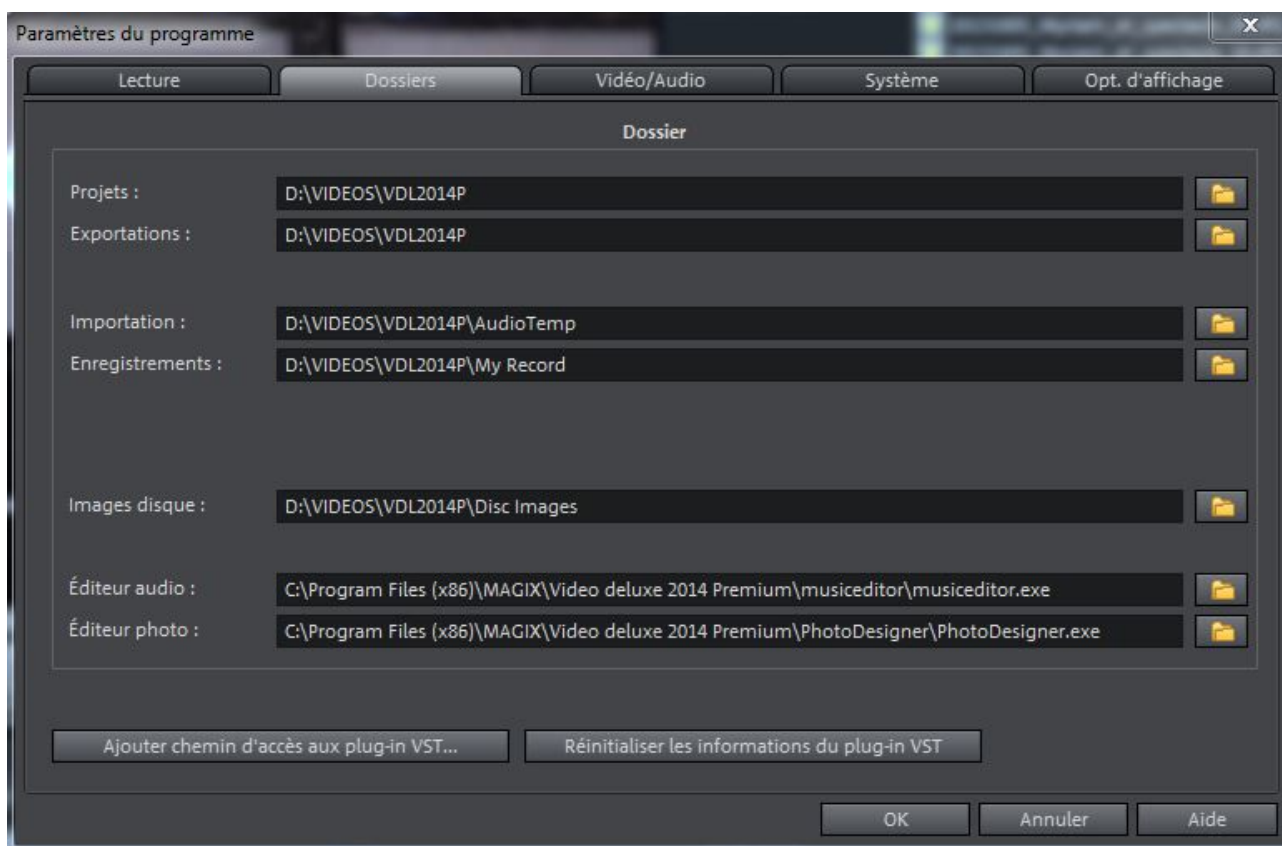 Paramètres du programme
X
Lecture Dossiers Vidéo/Audio Système Opt. d'affichage
Dossier
Projets : D:\VIDEOS\VDL2014P
Exportations : D:\VIDEOS\VDL2014P
Importation : D:\VIDEOS\VDL2014P\AudioTemp
Enregistrements : D:\VIDEOS\VDL2014P\My Record
Images disque : D:\VIDEOS\VDL2014P\Disc Images
Éditeur audio : C:\Program Files (x86)\MAGIX\Video deluxe 2014 Premium\musiceditor\musiceditor.exe
Éditeur photo : C:\Program Files (x86)\MAGIX\Video deluxe 2014 Premium\PhotoDesigner\PhotoDesigner.exe
Ajouter chemin d'accès aux plug-in VST... Réinitialiser les informations du plug-in VST
OK Annuler Aide